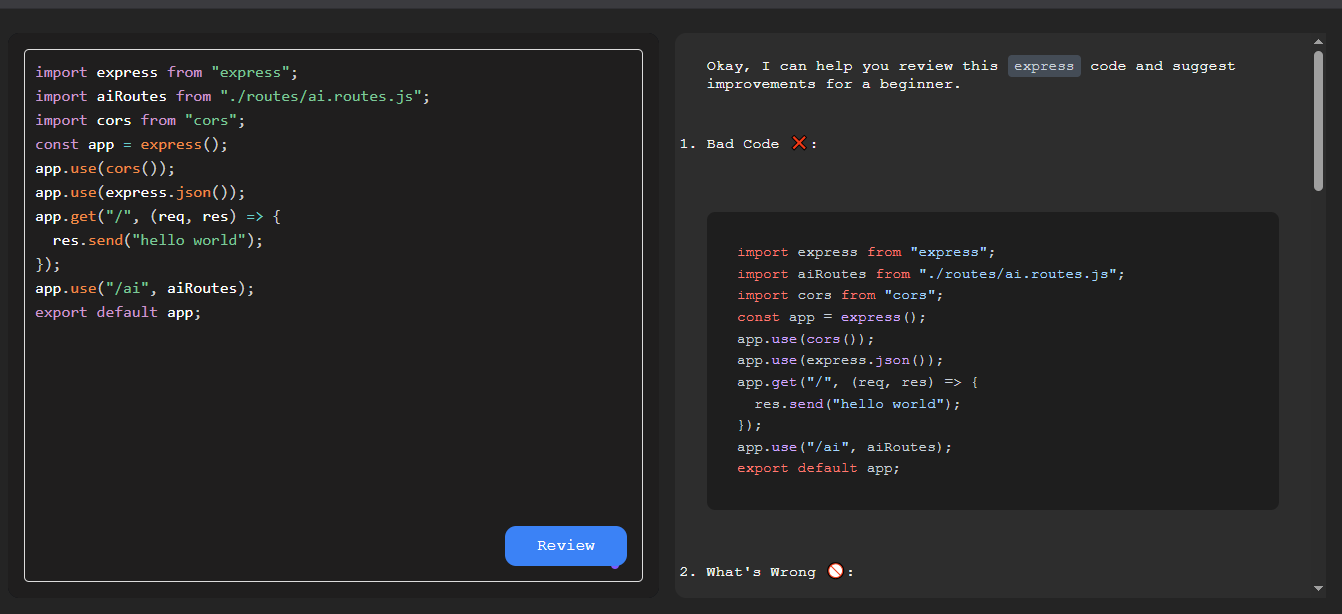 import express from "express";
import aiRoutes from "./routes/ai.routes.js";
import cors from "cors";
const app = express();
app.use(cors());
app.use(express.json());
app.get("/", (req, res) => {
  res.send("hello world");
});
app.use("/ai", aiRoutes);
export default app;
Review
Okay, I can help you review this express code and suggest
improvements for a beginner.
1. Bad Code ❌:
import express from "express";
import aiRoutes from "./routes/ai.routes.js";
import cors from "cors";
const app = express();
app.use(cors());
app.use(express.json());
app.get("/", (req, res) => {
  res.send("hello world");
});
app.use("/ai", aiRoutes);
export default app;
2. What's Wrong 🚫: